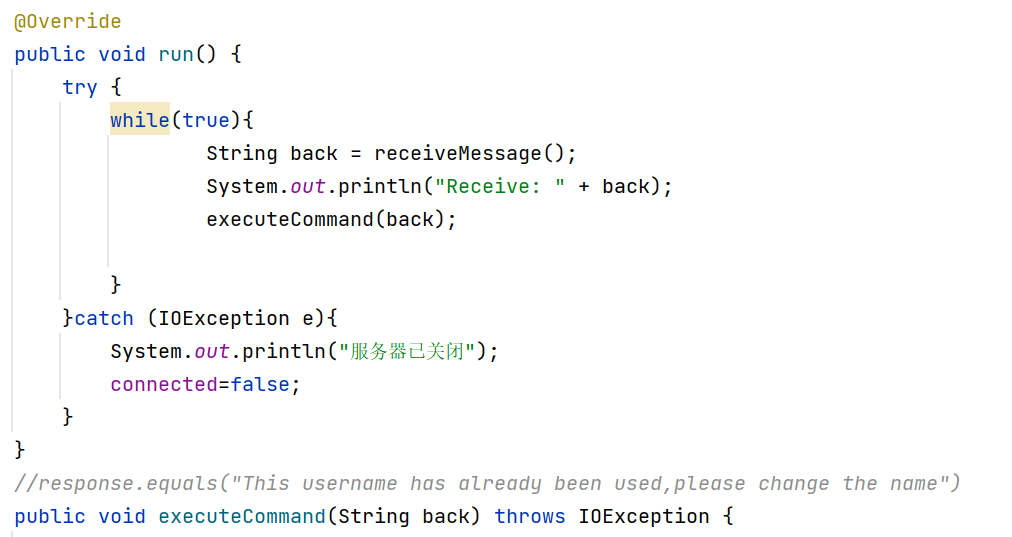 @Override
public void run() {
try {
while(true){
String back = receiveMessage();
System.out.println("Receive: " + back);
executeCommand(back);
}
}catch (IOException e){
System.out.println("服务器已关闭");
connected=false;
}
}
//response.equals("This username has already been used,please change the name")
public void executeCommand(String back) throws IOException {